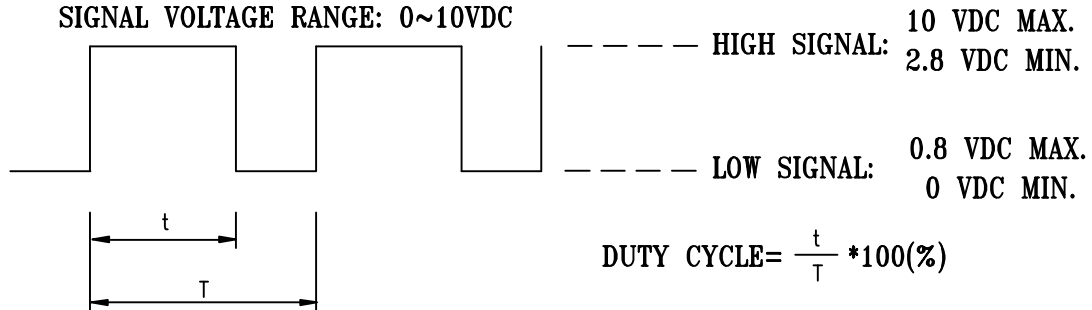 SIGNAL VOLTAGE RANGE: 0~10VDC
HIGH SIGNAL: 10 VDC MAX.
2.8 VDC MIN.
LOW SIGNAL: 0.8 VDC MAX.
0 VDC MIN.
t
T
DUTY CYCLE= t/T *100(%)